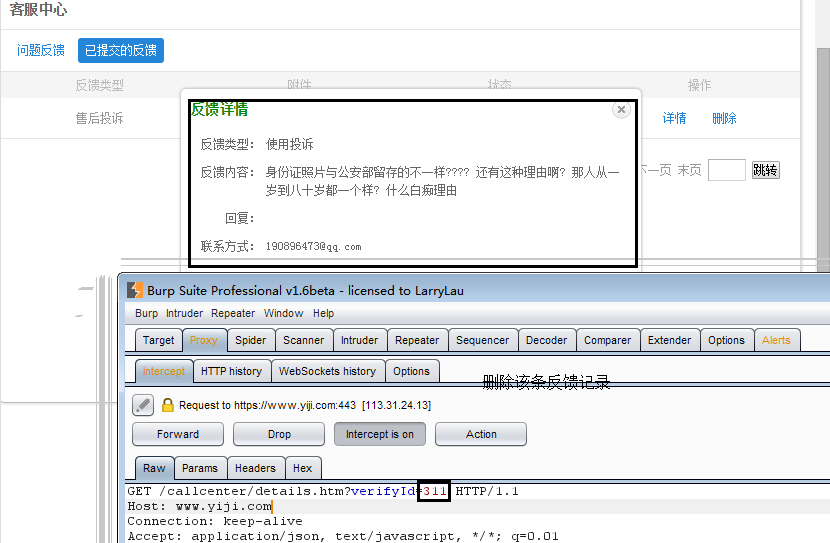 客服中心
问题反馈 已提交的反馈
反馈类型 附件 状态 操作
反馈详情
售后投诉 详情 删除
反馈类型： 使用投诉
反馈内容： 身份证照片与公安部留存的不一样???? 还有这种理由啊? 那人从一
岁到八十岁都一个样? 什么白痴理由
下一页 末页 跳转
回复：
联系方式： 190896473@qq.com
Burp Suite Professional v1.6beta - licensed to LarryLau
Burp Intruder Repeater Window Help
Target Proxy Spider Scanner Intruder Repeater Sequencer Decoder Comparer Extender Options Alerts
Intercept HTTP history WebSockets history Options
删除该条反馈记录
Request to https://www.yiji.com:443 [113.31.24.13]
Forward Drop Intercept is on Action
Raw Params Headers Hex
GET /callcenter/details.htm?verifyId=311 HTTP/1.1
Host: www.yiji.com
Connection: keep-alive
Accept: application/json, text/javascript, */*; q=0.01